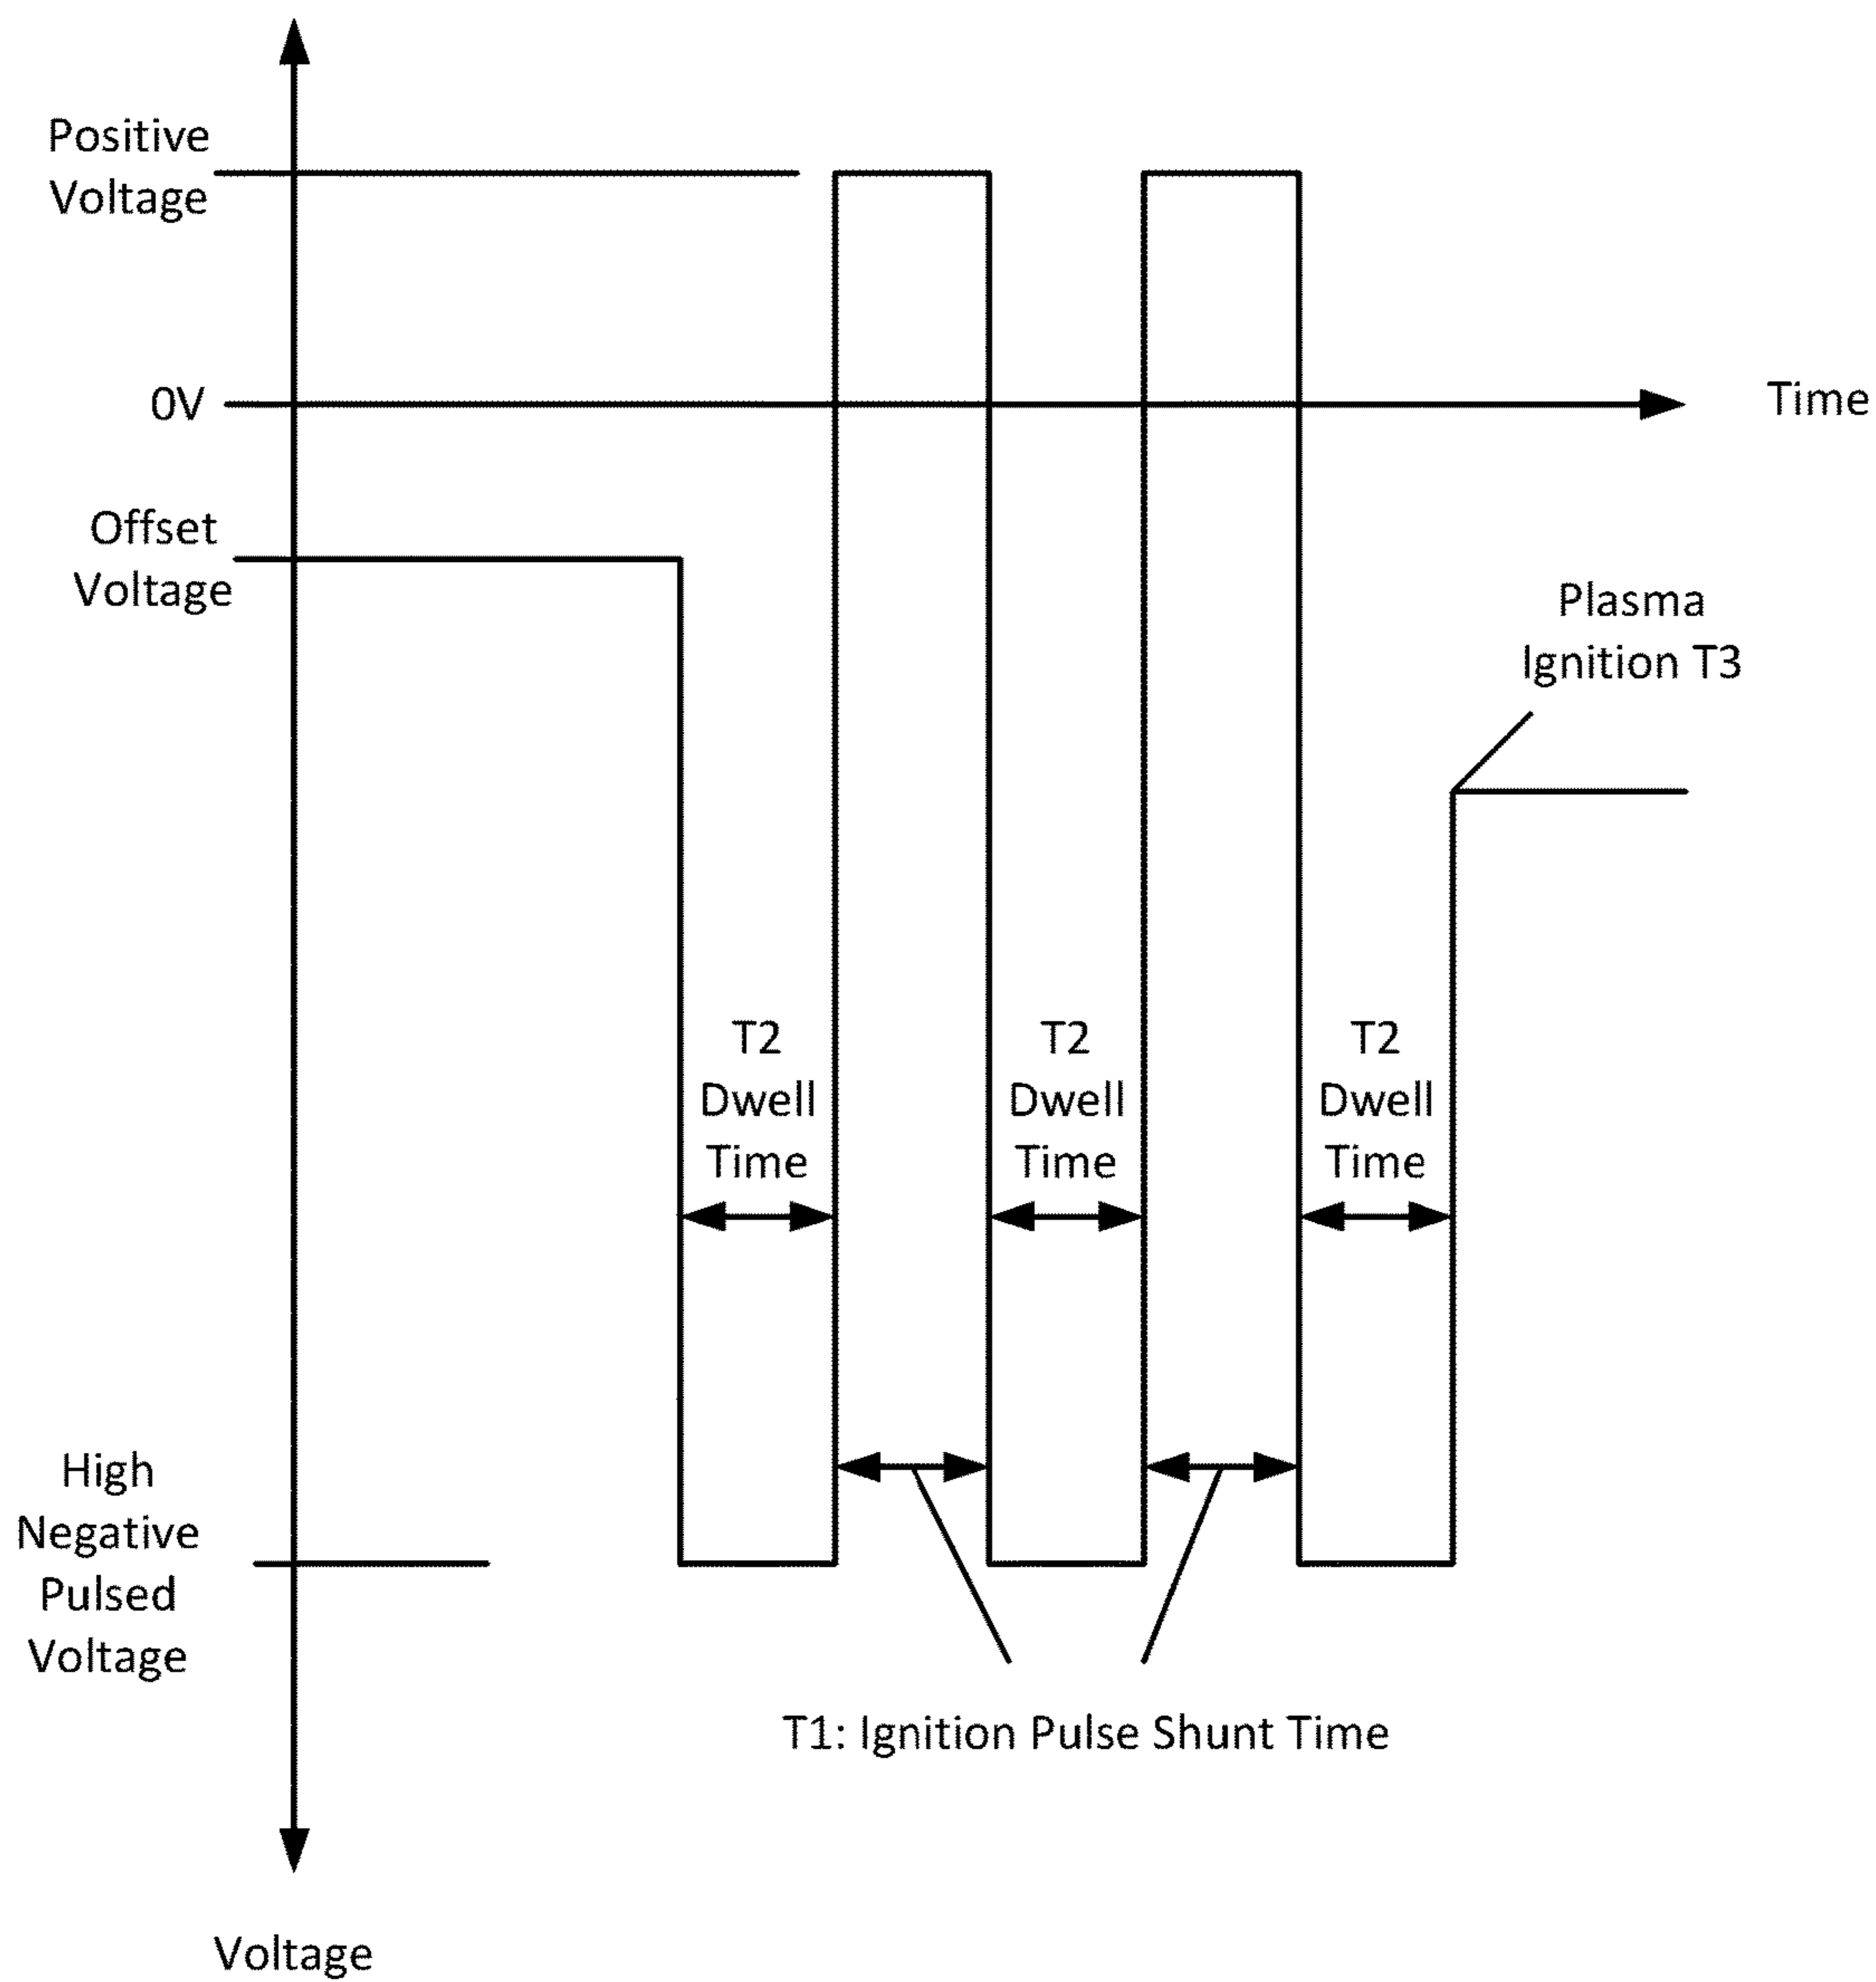 Positive
Voltage
0V
Time
Offset
Voltage
Plasma
Ignition T3
T2
Dwell
Time
T2
Dwell
Time
T2
Dwell
Time
High
Negative
Pulsed
Voltage
T1: Ignition Pulse Shunt Time
Voltage